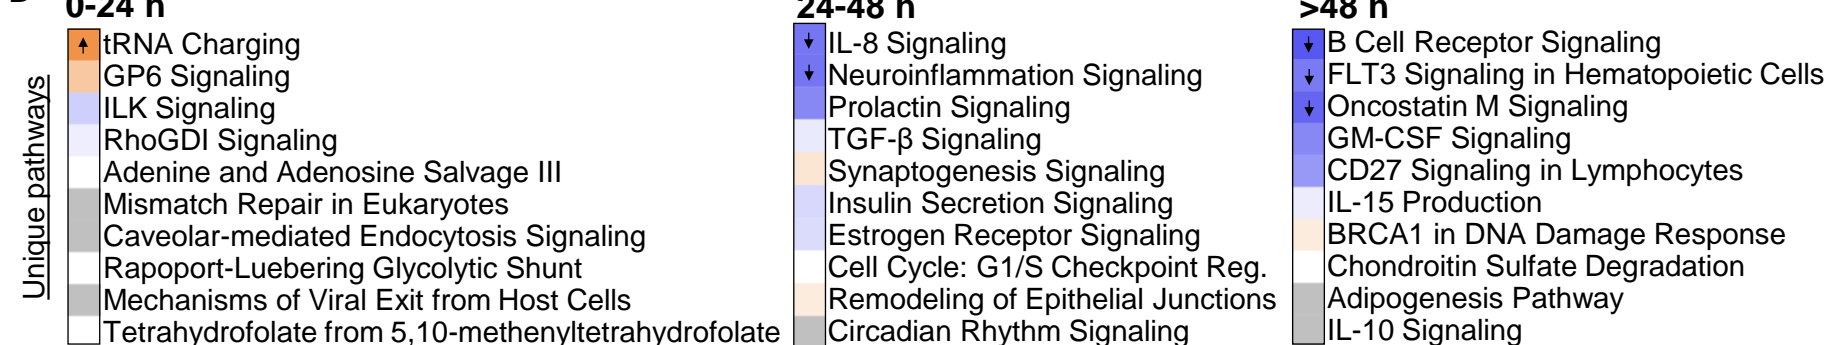 0-24 h
tRNA Charging
GP6 Signaling
ILK Signaling
RhoGDI Signaling
Adenine and Adenosine Salvage III
Mismatch Repair in Eukaryotes
Caveolar-mediated Endocytosis Signaling
Rapoport-Luebering Glycolytic Shunt
Mechanisms of Viral Exit from Host Cells
Tetrahydrofolate from 5,10-methenyltetrahydrofolate
Unique pathways
24-48 h
IL-8 Signaling
Neuroinflammation Signaling
Prolactin Signaling
TGF-β Signaling
Synaptogenesis Signaling
Insulin Secretion Signaling
Estrogen Receptor Signaling
Cell Cycle: G1/S Checkpoint Reg.
Remodeling of Epithelial Junctions
Circadian Rhythm Signaling
>48 h
B Cell Receptor Signaling
FLT3 Signaling in Hematopoietic Cells
Oncostatin M Signaling
GM-CSF Signaling
CD27 Signaling in Lymphocytes
IL-15 Production
BRCA1 in DNA Damage Response
Chondroitin Sulfate Degradation
Adipogenesis Pathway
IL-10 Signaling